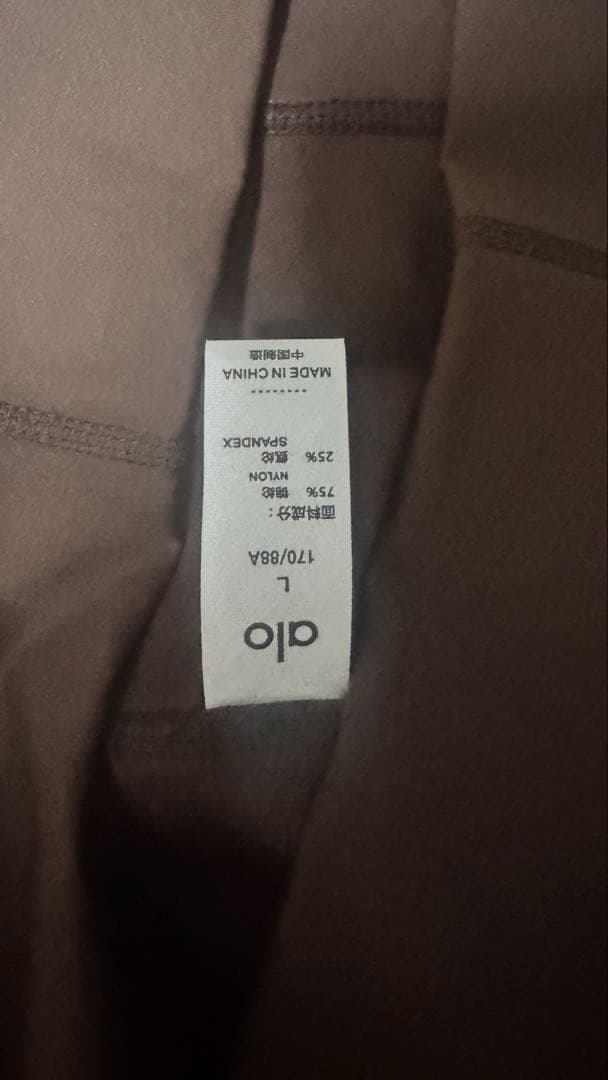 alo
L
170/88A
面料成分：
75% 锦纶
NYLON
25% 氨纶
SPANDEX
--------
MADE IN CHINA
中国制造